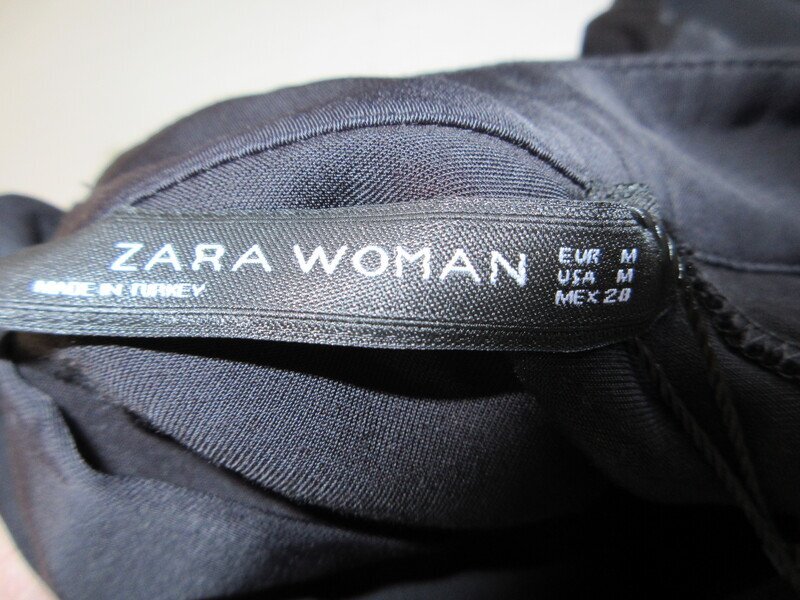 ZARA WOMAN
MADE IN TURKEY
EUR M
USA M
MEX 28